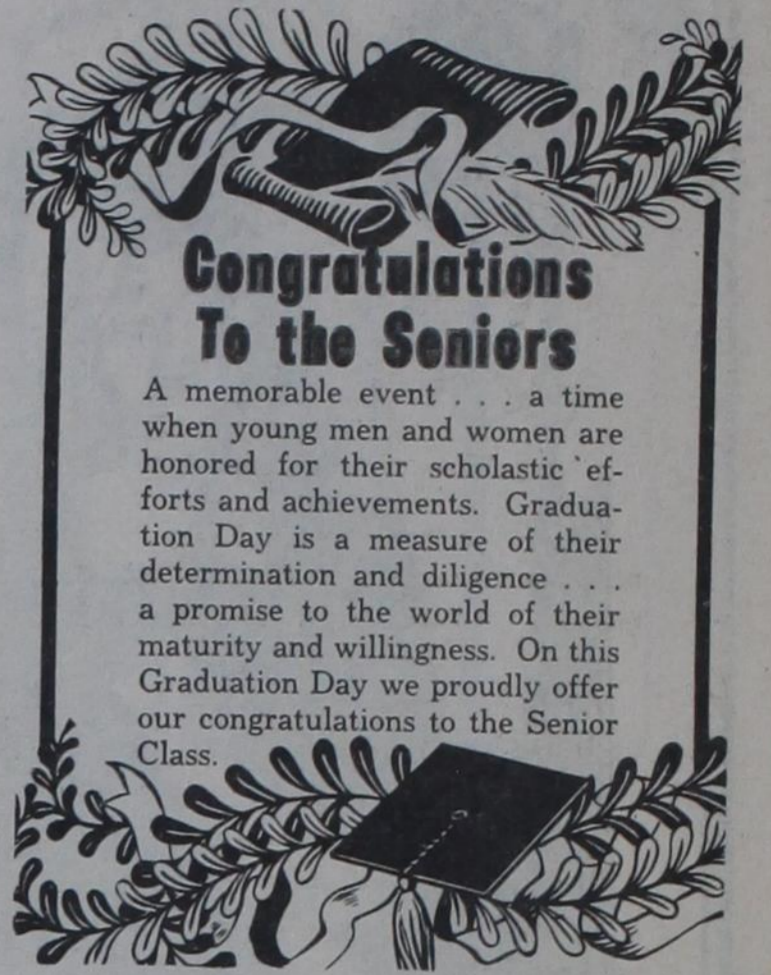 Congratulations
To the Seniors
A memorable event . . . a time
when young men and women are
honored for their scholastic ef-
forts and achievements. Gradua-
tion Day is a measure of their
determination and diligence . . .
a promise to the world of their
maturity and willingness. On this
Graduation Day we proudly offer
our congratulations to the Senior
Class.